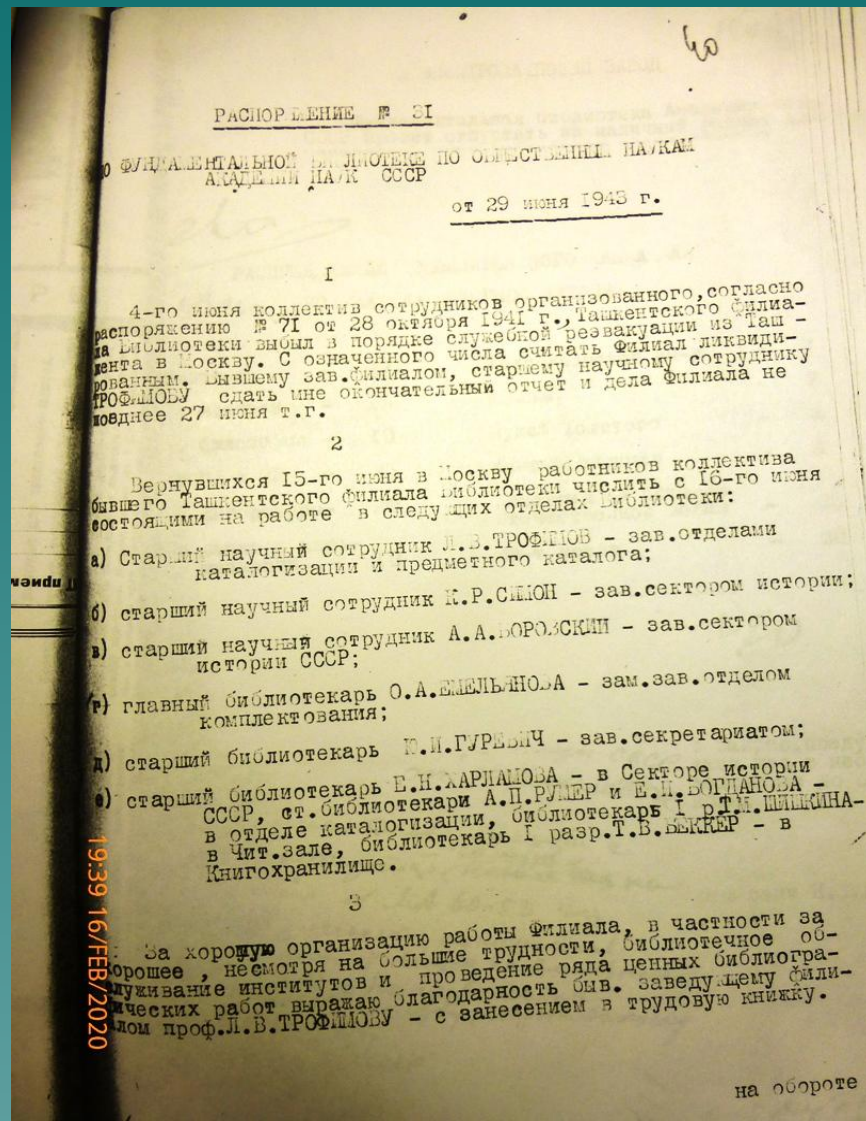 40
РАСПОРЯЖЕНИЕ № 31
ПО ФУНДАМЕНТАЛЬНОЙ БИБЛИОТЕКЕ ПО ОБЩЕСТВЕННЫМ НАУКАМ
АКАДЕМИИ НАУК СССР
от 29 июня 1943 г.
1
4-го июня коллектив сотрудников организованного, согласно
распоряжению № 71 от 28 октября 1941 г., Ташкентского филиа-
ла Библиотеки выбыл в порядке служебной реэвакуации из Таш -
кента в Москву. С означенного числа считать Филиал ликвиди-
рованным. Бывшему зав.филиалом, старшему научному сотруднику
ТРОФИМОВУ сдать мне окончательный отчет и дела Филиала не
позднее 27 июня т.г.
2
Вернувшихся 15-го июня в Москву работников коллектива
бывшего Ташкентского филиала Библиотеки числить с 16-го июня
состоящими на работе в следующих отделах Библиотеки:
а) Старший научный сотрудник Л.В.ТРОФИМОВ - зав.отделами
каталогизации и предметного каталога;
б) старший научный сотрудник К.Р.СИМОН - зав.сектором истории;
в) старший научный сотрудник А.А.БОРОВСКИЙ - зав.сектором
истории СССР;
г) главный библиотекарь О.А.ЕМЕЛЬЯНОВА - зам.зав.отделом
комплектования;
д) старший библиотекарь ГУРЕВИЧ - зав.секретариатом;
е) старший библиотекарь Е.Н.ХАРЛАМОВА - в Секторе истории
СССР, ст.библиотекари А.П.РУМЕР и БОГДАНОВА -
в отделе каталогизации, библиотекарь I р.Т.М.ШИШКИНА-
в Чит.зале, библиотекарь I разр.Т.В.БЕККЕР - в
Книгохранилище.
3
За хорошую организацию работы Филиала, в частности за
хорошее , несмотря на большие трудности, библиотечное об-
служивание институтов и проведение ряда ценных библиогра-
фических работ выражаю благодарность быв. заведующему фили-
алом проф.Л.В.ТРОФИМОВУ - с занесением в трудовую книжку.
на обороте
19:39 16/FEB/2020